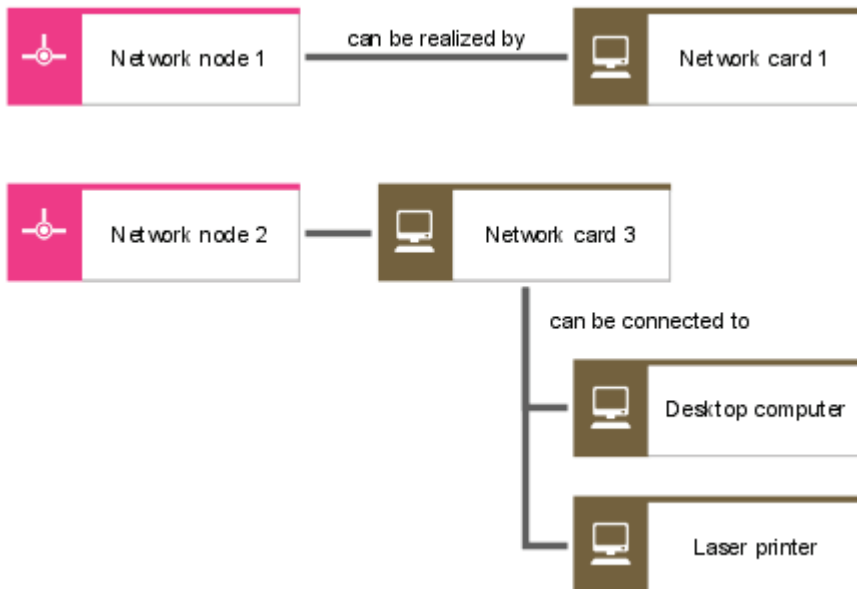 Network node 1
can be realized by
Network card 1
Network node 2
Network card 3
can be connected to
Desktop computer
Laser printer